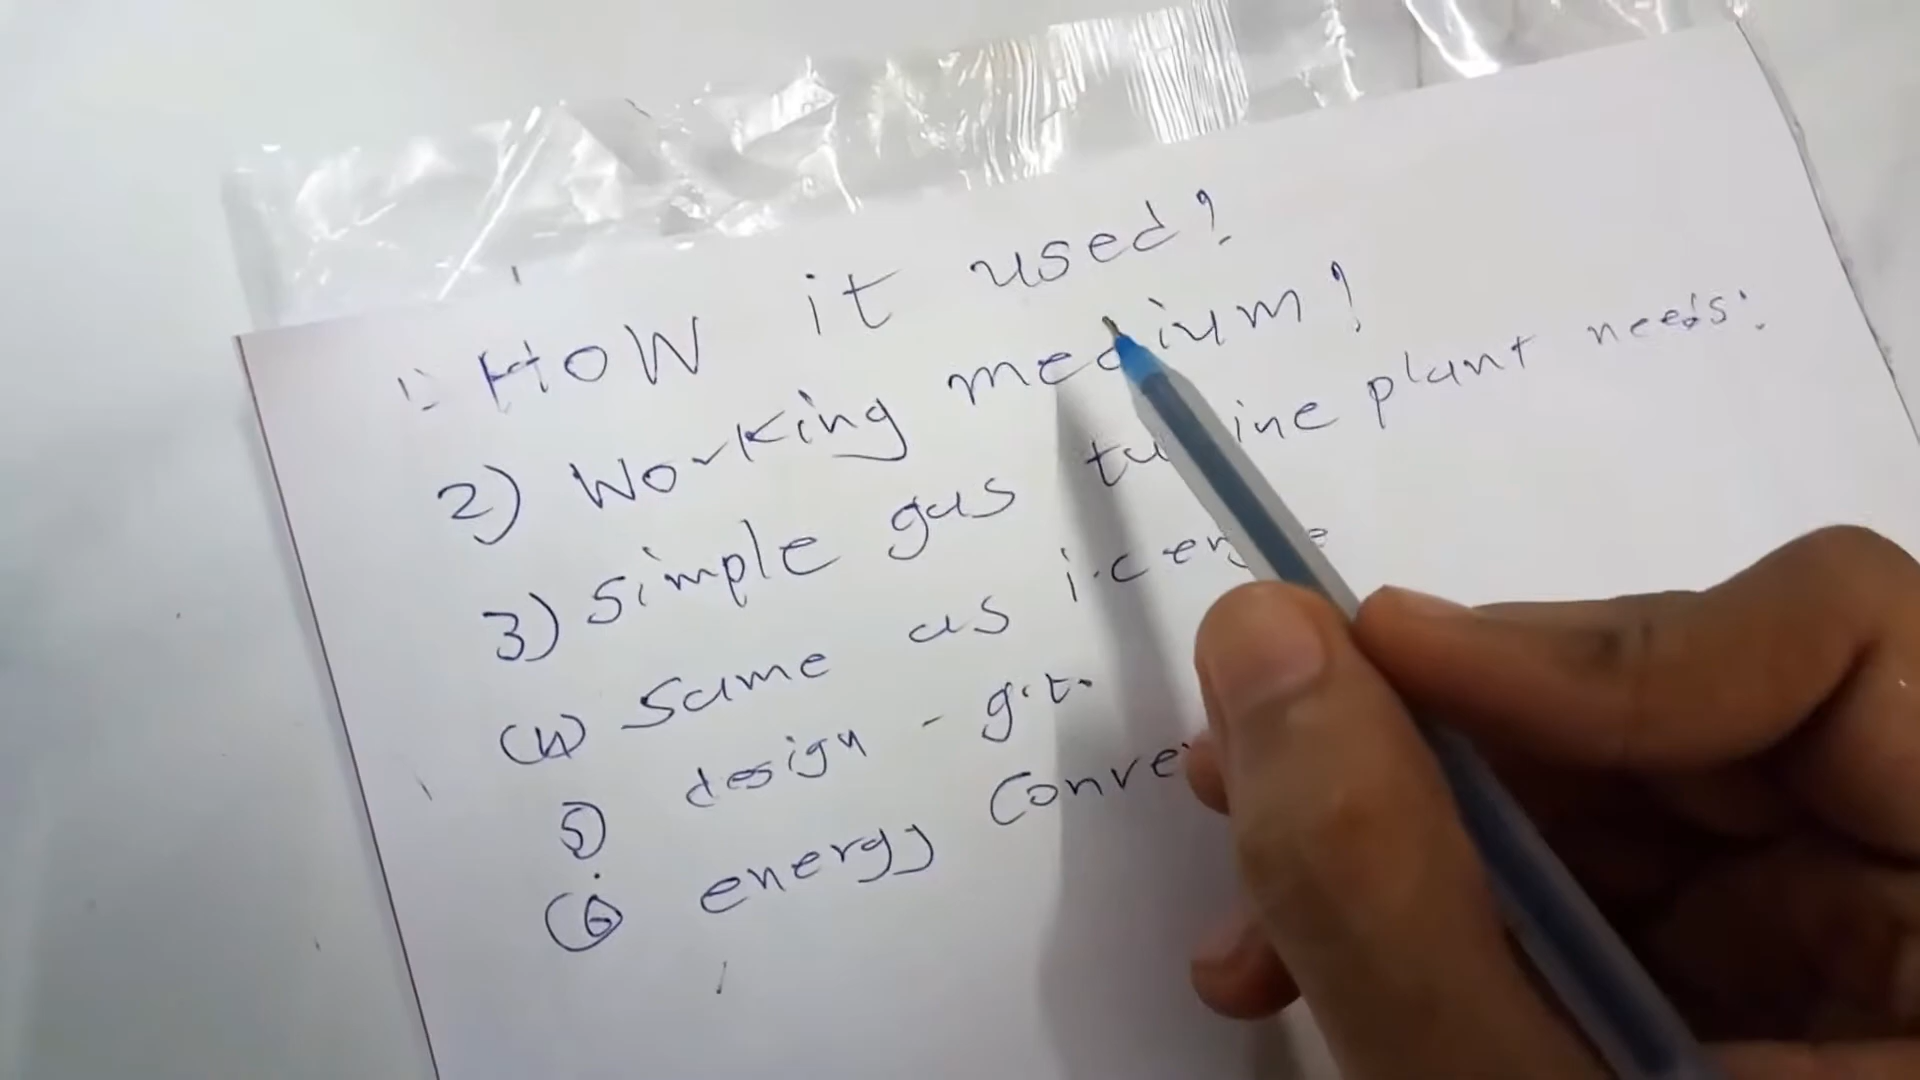 1) HOW it used?
2) Working medium?
3) Simple gas turbine plant needs:
(4) Same as i.c engine
5) design - g.t.
(6) energy